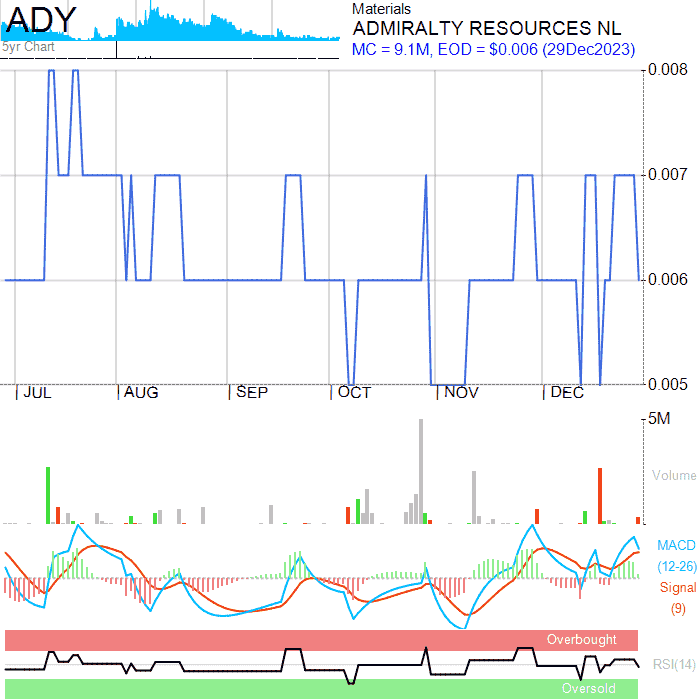 ADY
5yr Chart
Materials
ADMIRALTY RESOURCES NL
MC = 9.1M, EOD = $0.006 (29Dec2023)
0.008
0.007
0.006
0.005
JUL AUG SEP OCT NOV DEC
5M
Volume
MACD
(12-26)
Signal
(9)
Overbought
RSI(14)
Oversold